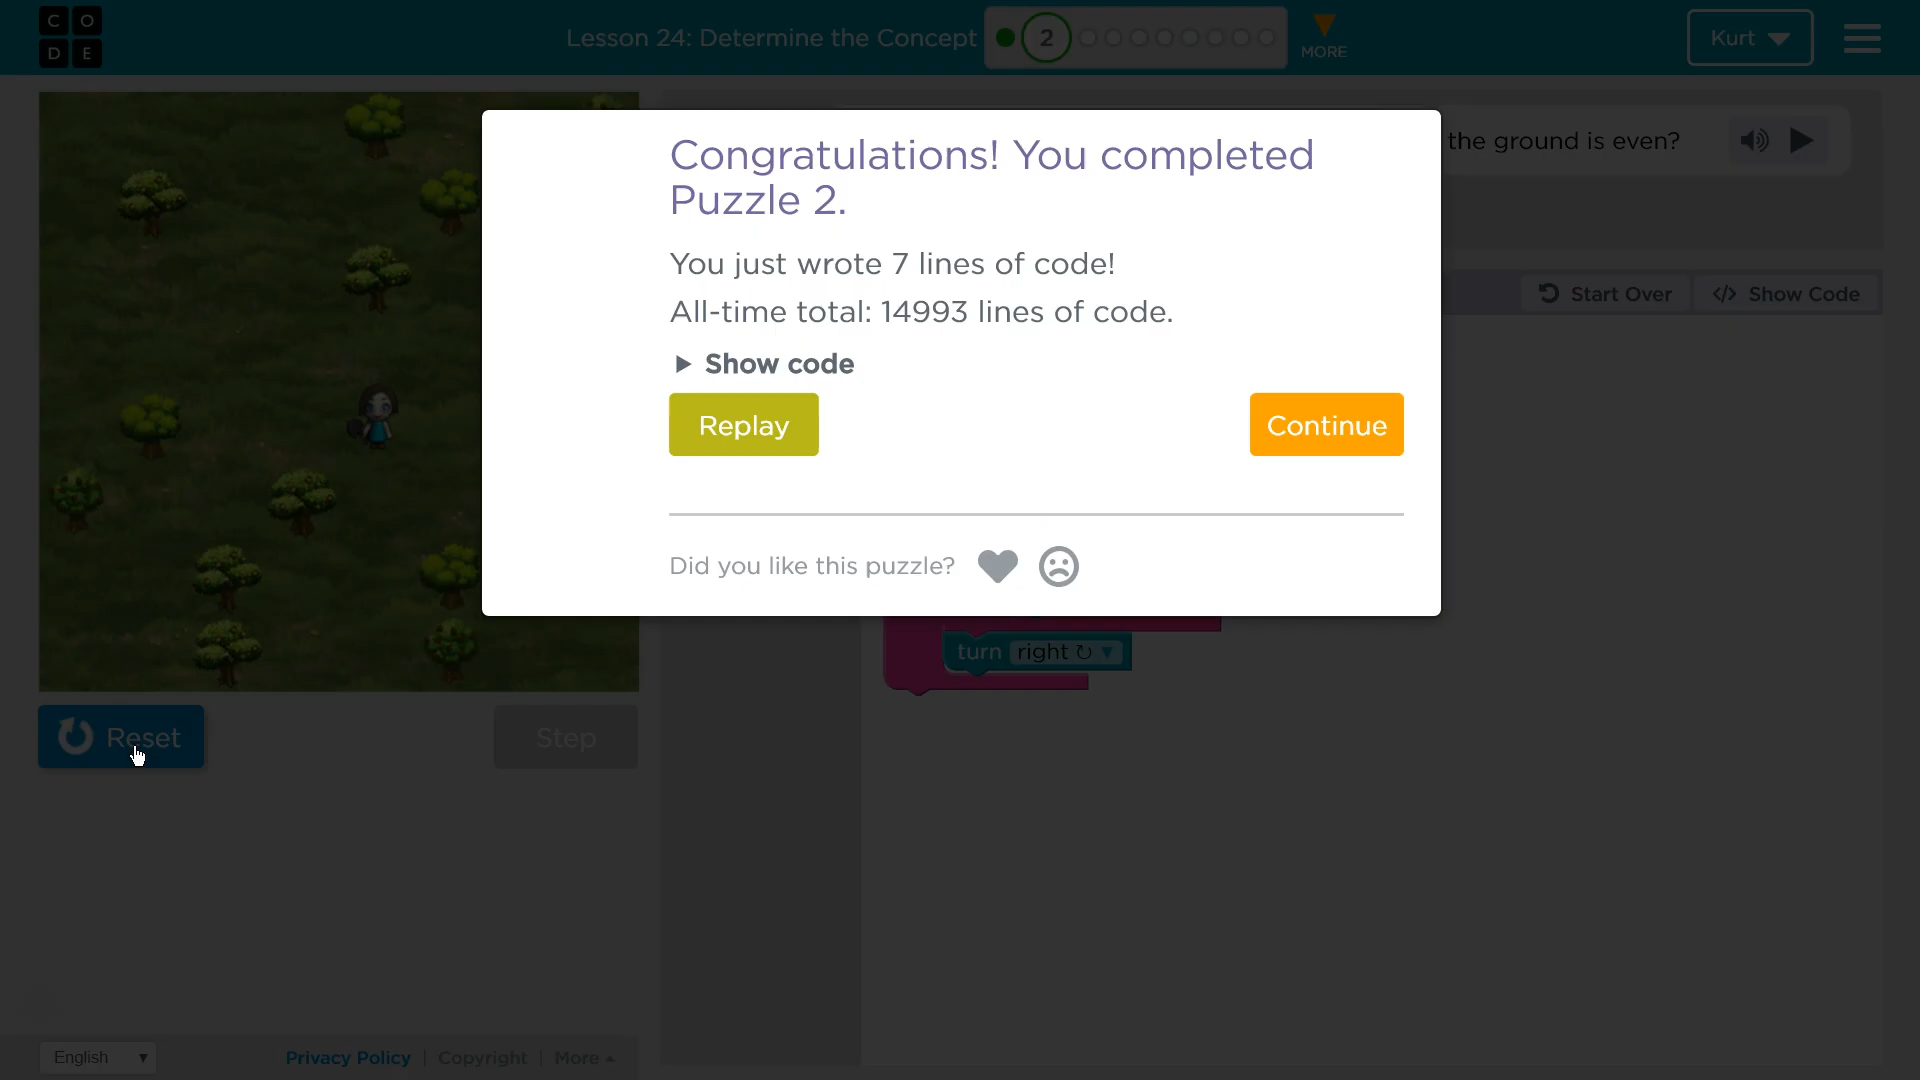 C O
D E
Lesson 24: Determine the Concept
2
MORE
Kurt
the ground is even?
Congratulations! You completed
Puzzle 2.
You just wrote 7 lines of code!
All-time total: 14993 lines of code.
Show code
Replay
Continue
Did you like this puzzle?
Start Over
Show Code
turn right
Reset
Step
English
Privacy Policy | Copyright | More